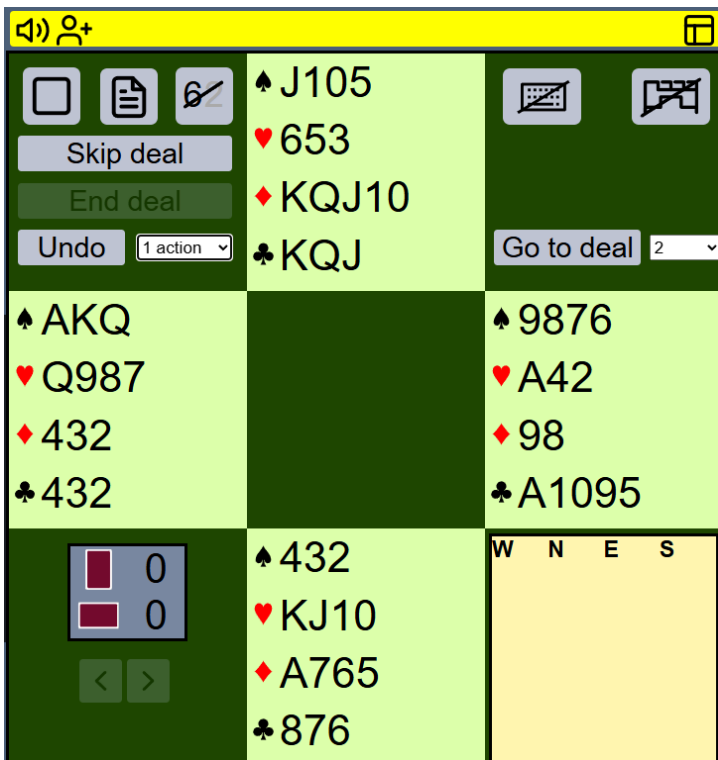 62
Skip deal
End deal
Undo
1 action
♠J105
♥653
♦KQJ10
♣KQJ
Go to deal
2
♠AKQ
♥Q987
♦432
♣432
♠9876
♥A42
♦98
♣A1095
0
0
< >
♠432
♥KJ10
♦A765
♣876
W N E S